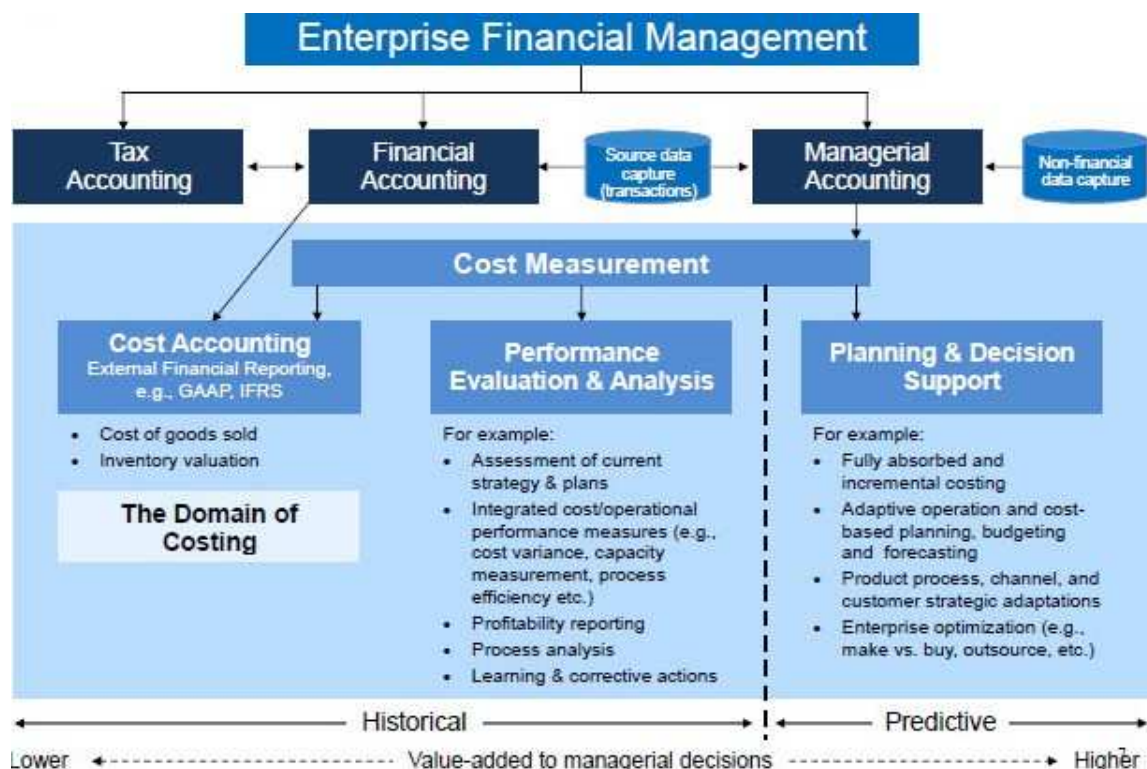 Enterprise Financial Management
Tax
Accounting
Financial
Accounting
Source data
capture
(transactions)
Managerial
Accounting
Non-financial
data capture
Cost Measurement
Cost Accounting
External Financial Reporting,
e.g., GAAP, IFRS
• Cost of goods sold
• Inventory valuation
The Domain of
Costing
Performance
Evaluation & Analysis
For example:
• Assessment of current
strategy & plans
• Integrated cost/operational
performance measures (e.g.,
cost variance, capacity
measurement, process
efficiency etc.)
• Profitability reporting
• Process analysis
• Learning & corrective actions
Planning & Decision
Support
For example:
• Fully absorbed and
incremental costing
• Adaptive operation and cost-
based planning, budgeting
and forecasting
• Product process, channel, and
customer strategic adaptations
• Enterprise optimization (e.g.,
make vs. buy, outsource, etc.)
Historical
Predictive
Lower
Value-added to managerial decisions
Higher
7